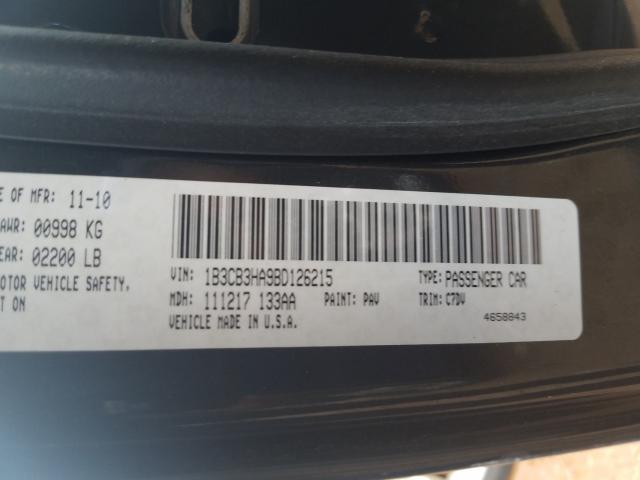 E OF MFR: 11-10
AWR: 00998 KG
EAR: 02200 LB
OTOR VEHICLE SAFETY,
T ON
VIN: 1B3CB3HA9BD126215
TYPE: PASSENGER CAR
MDH: 111217 133AA
PAINT: PAV
TRIM: C7DV
VEHICLE MADE IN U.S.A.
4658843